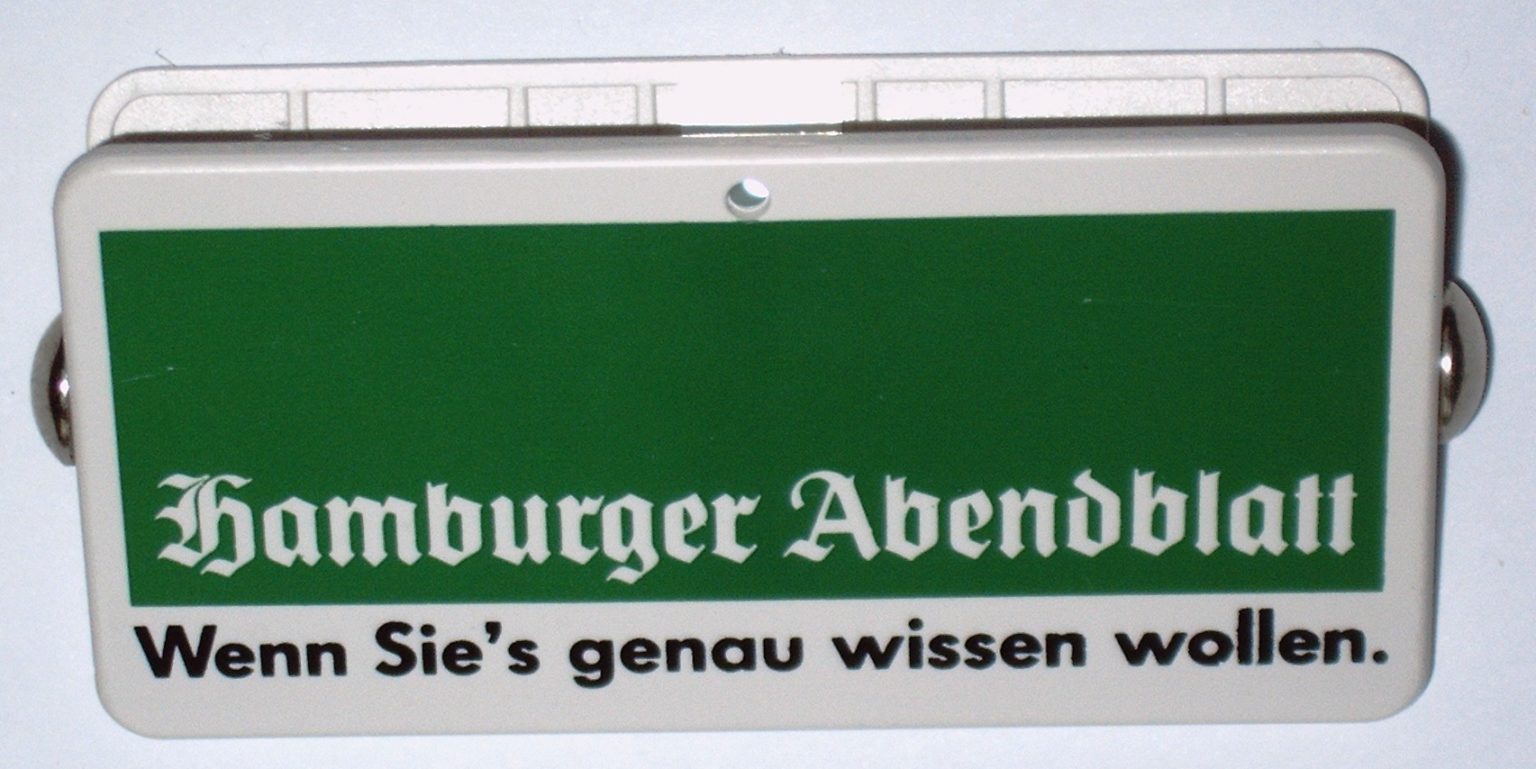 Hamburger Abendblatt
Wenn Sie's genau wissen wollen.